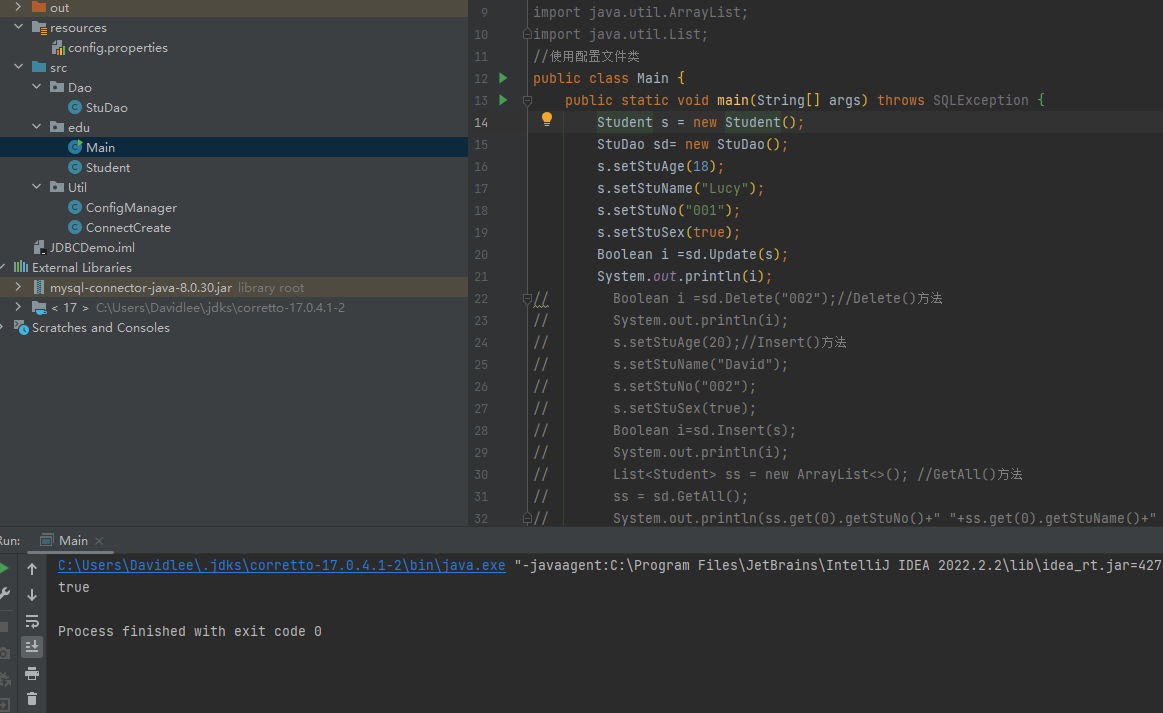 out
resources
config.properties
src
Dao
StuDao
edu
Main
Student
Util
ConfigManager
ConnectCreate
JDBCDemo.iml
External Libraries
mysql-connector-java-8.0.30.jar library root
< 17 > C:\Users\Davidlee\.jdks\corretto-17.0.4.1-2
Scratches and Consoles
9 import java.util.ArrayList;
10 import java.util.List;
11 //使用配置文件类
12 public class Main {
13 public static void main(String[] args) throws SQLException {
14 Student s = new Student();
15 StuDao sd= new StuDao();
16 s.setStuAge(18);
17 s.setStuName("Lucy");
18 s.setStuNo("001");
19 s.setStuSex(true);
20 Boolean i =sd.Update(s);
21 System.out.println(i);
22 // Boolean i =sd.Delete("002");//Delete()方法
23 // System.out.println(i);
24 // s.setStuAge(20);//Insert()方法
25 // s.setStuName("David");
26 // s.setStuNo("002");
27 // s.setStuSex(true);
28 // Boolean i=sd.Insert(s);
29 // System.out.println(i);
30 // List<Student> ss = new ArrayList<>(); //GetAll()方法
31 // ss = sd.GetAll();
32 // System.out.println(ss.get(0).getStuNo()+" "+ss.get(0).getStuName()+"
Run: Main
C:\Users\Davidlee\.jdks\corretto-17.0.4.1-2\bin\java.exe "-javaagent:C:\Program Files\JetBrains\IntelliJ IDEA 2022.2.2\lib\idea_rt.jar=427
true
Process finished with exit code 0